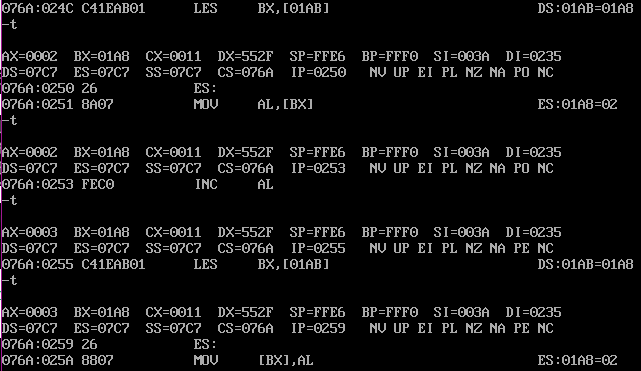 076A:024C C41EAB01      LES     BX,[01AB]                          DS:01AB=01A8
-t
AX=0002  BX=01A8  CX=0011  DX=552F  SP=FFE6  BP=FFF0  SI=003A  DI=0235
DS=07C7  ES=07C7  SS=07C7  CS=076A  IP=0250   NV UP EI PL NZ NA PO NC
076A:0250 26            ES:
076A:0251 8A07          MOV     AL,[BX]                            ES:01A8=02
-t
AX=0002  BX=01A8  CX=0011  DX=552F  SP=FFE6  BP=FFF0  SI=003A  DI=0235
DS=07C7  ES=07C7  SS=07C7  CS=076A  IP=0253   NV UP EI PL NZ NA PO NC
076A:0253 FEC0          INC     AL
-t
AX=0003  BX=01A8  CX=0011  DX=552F  SP=FFE6  BP=FFF0  SI=003A  DI=0235
DS=07C7  ES=07C7  SS=07C7  CS=076A  IP=0255   NV UP EI PL NZ NA PE NC
076A:0255 C41EAB01      LES     BX,[01AB]                          DS:01AB=01A8
-t
AX=0003  BX=01A8  CX=0011  DX=552F  SP=FFE6  BP=FFF0  SI=003A  DI=0235
DS=07C7  ES=07C7  SS=07C7  CS=076A  IP=0259   NV UP EI PL NZ NA PE NC
076A:0259 26            ES:
076A:025A 8807          MOV     [BX],AL                            ES:01A8=02